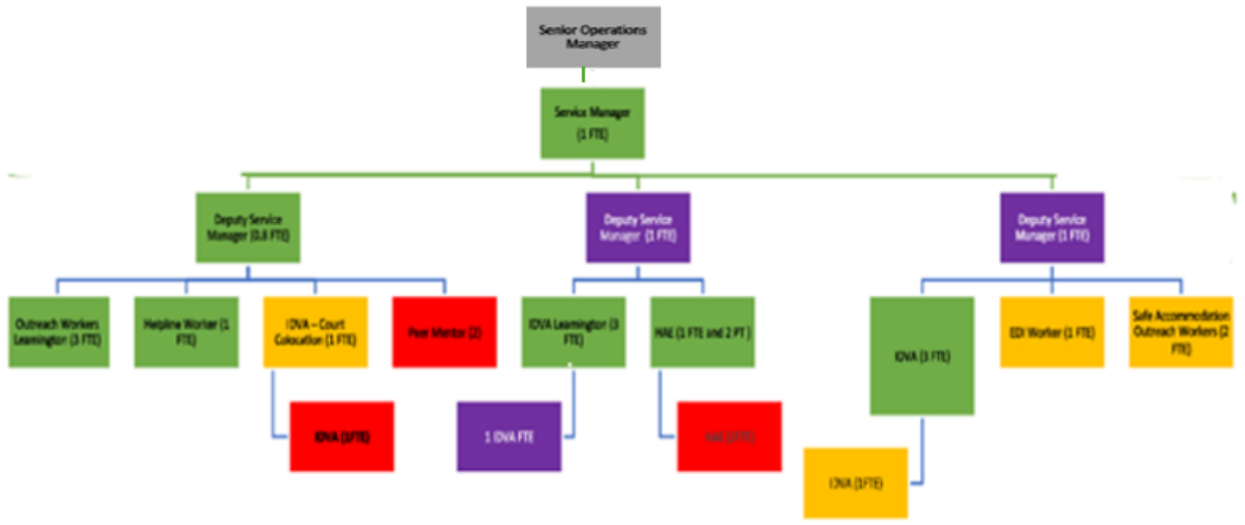 Senior Operations
Manager
Service Manager
(1 FTE)
Deputy Service
Manager (0.8 FTE)
Deputy Service
Manager (1 FTE)
Deputy Service
Manager (1 FTE)
Outreach Workers
Leamington (3 FTE)
Helpline Worker (1
FTE)
IDVA – Court
Colocation (1 FTE)
Peer Mentor (2)
IDVA Leamington (3
FTE)
HAE (1 FTE and 2 PT )
IDVA (3 FTE)
EDI Worker (1 FTE)
Safe Accommodation
Outreach Workers (2
FTE)
IDVA (1FTE)
1 IDVA FTE
HAE (1FTE)
IDVA (1FTE)